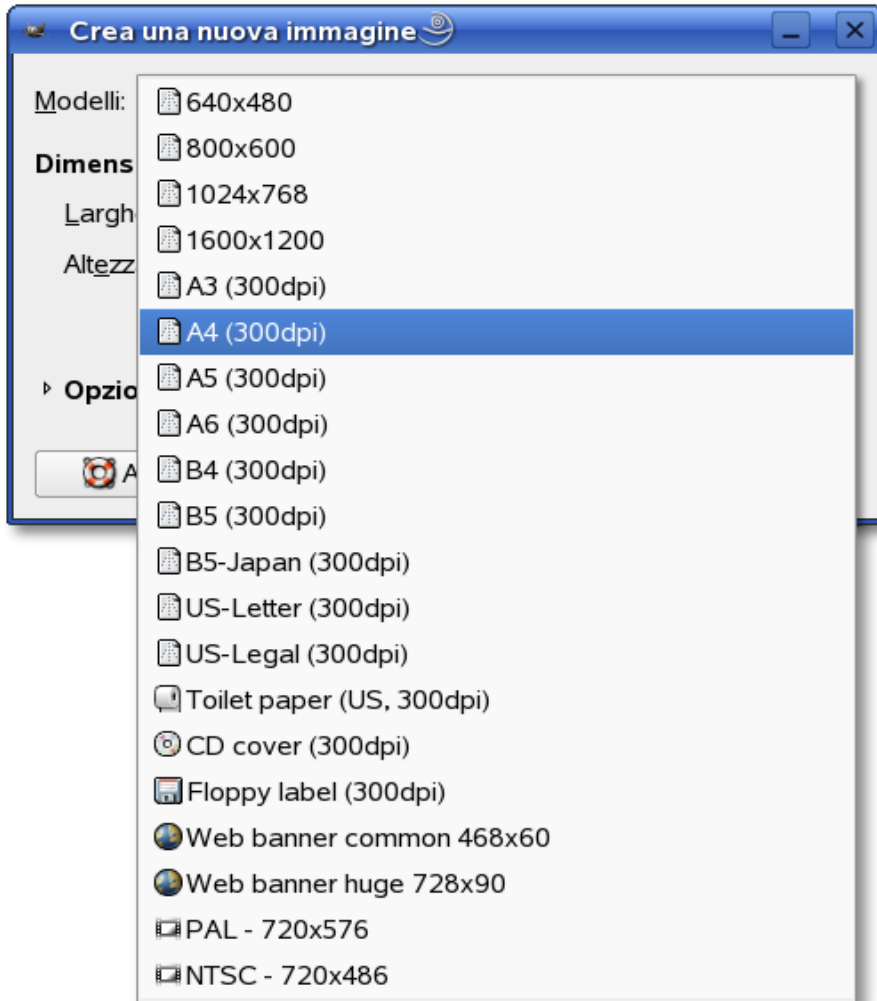 Crea una nuova immagine
Modelli:
640x480
800x600
Dimens
1024x768
Largh
1600x1200
Altezz
A3 (300dpi)
A4 (300dpi)
A5 (300dpi)
Opzio
A6 (300dpi)
A
B4 (300dpi)
B5 (300dpi)
B5-Japan (300dpi)
US-Letter (300dpi)
US-Legal (300dpi)
Toilet paper (US, 300dpi)
CD cover (300dpi)
Floppy label (300dpi)
Web banner common 468x60
Web banner huge 728x90
PAL - 720x576
NTSC - 720x486